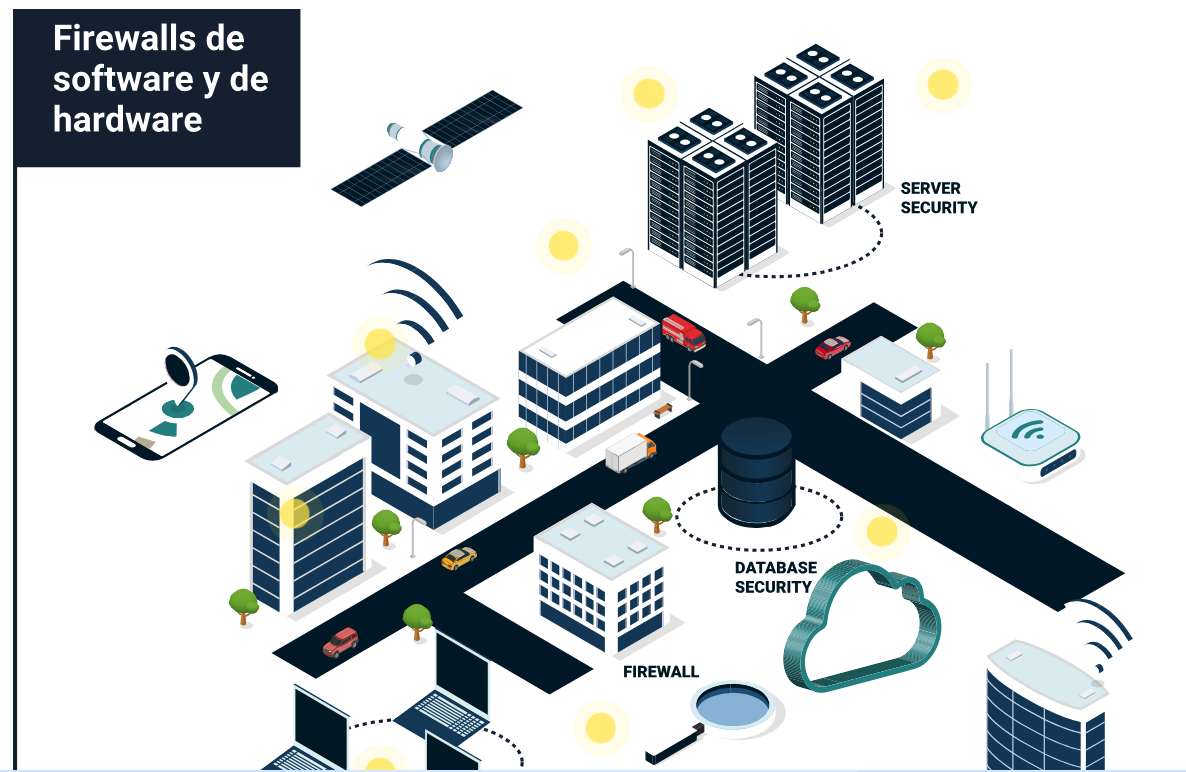 Firewalls de
software y de
hardware
SERVER
SECURITY
DATABASE
SECURITY
FIREWALL